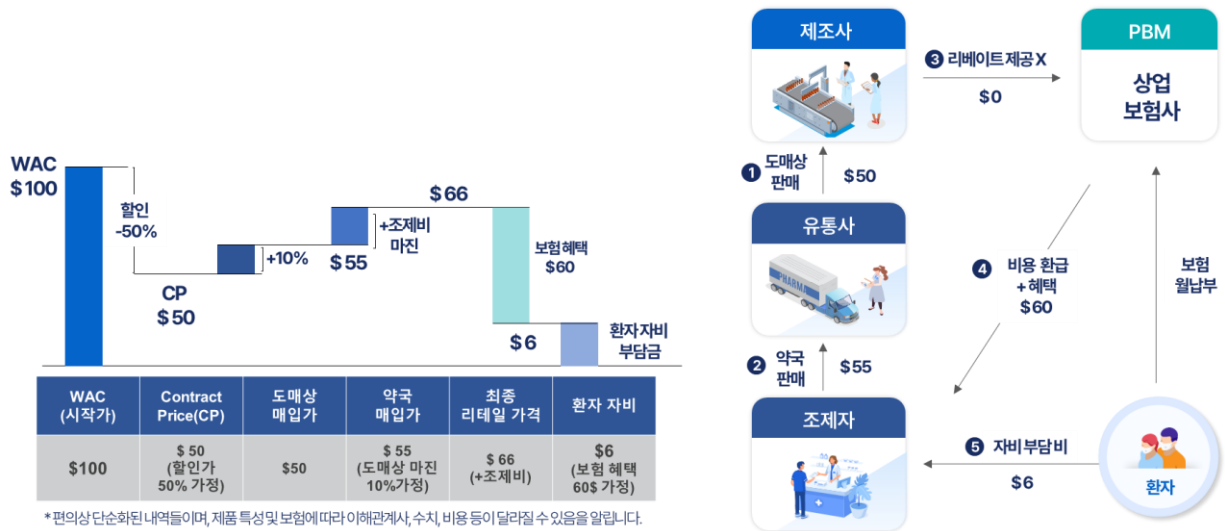 WAC
$100
할인
-50%
CP
$50
+10%
$55
+조제비
마진
$66
보험 혜택
$60
$6
환자 자비
부담금
WAC
(시작가)
Contract
Price(CP)
도매상
매입가
약국
매입가
최종
리테일 가격
환자 자비
$100
$ 50
(할인가
50% 가정)
$50
$ 55
(도매상 마진
10%가정)
$ 66
(+조제비)
$6
(보험 혜택
60$ 가정)
*편의상 단순화된 내역들이며, 제품 특성 및 보험에 따라 이해관계사, 수치, 비용 등이 달라질 수 있음을 알립니다.
제조사
3 리베이트 제공 X
$0
PBM
상업
보험사
1 도매상
판매
$50
유통사
PHARMA
4 비용 환급
+ 혜택
$60
보험
월납부
2 약국
판매
$55
조제자
5 자비 부담 비
$6
환자